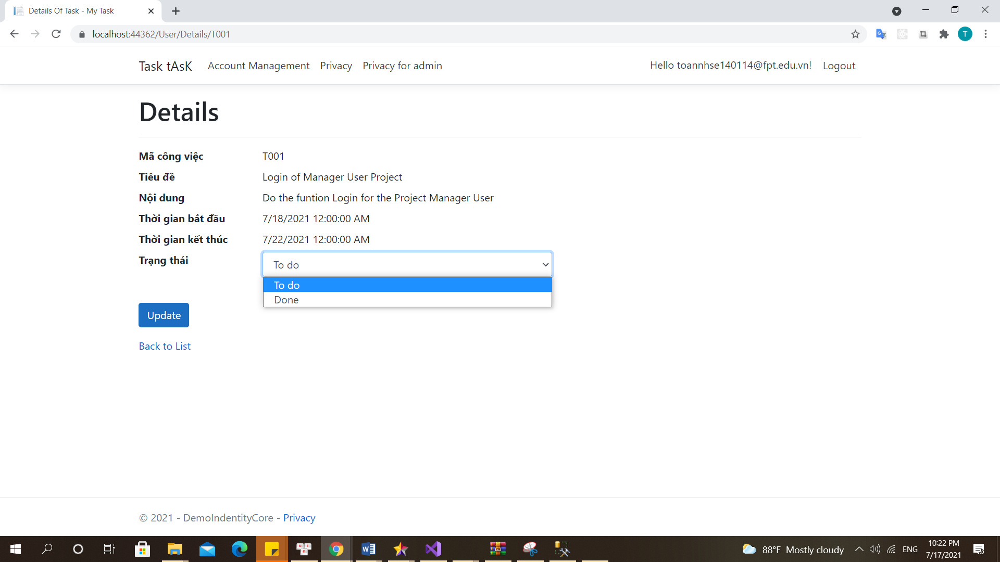 Details Of Task - My Task
localhost:44362/User/Details/T001
T
Task tAsK Account Management Privacy Privacy for admin Hello toannhse140114@fpt.edu.vn! Logout
Details
Mã công việc T001
Tiêu đề Login of Manager User Project
Nội dung Do the funtion Login for the Project Manager User
Thời gian bắt đầu 7/18/2021 12:00:00 AM
Thời gian kết thúc 7/22/2021 12:00:00 AM
Trạng thái To do
To do
Done
Update
Back to List
© 2021 - DemoIndentityCore - Privacy
88°F Mostly cloudy ENG 10:22 PM
7/17/2021